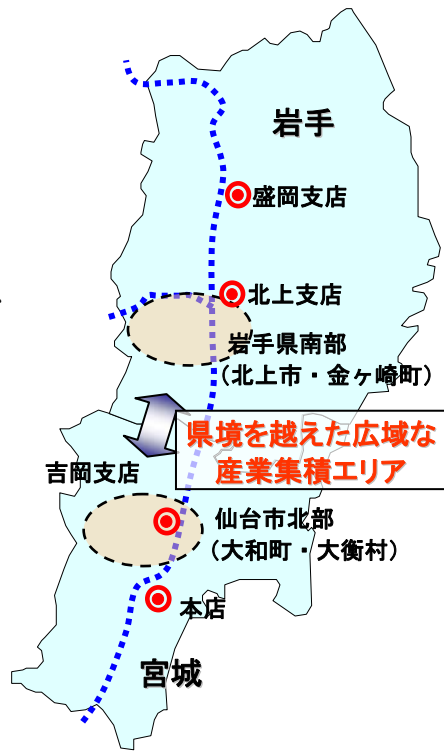 岩手
盛岡支店
北上支店
岩手県南部
(北上市・金ヶ崎町)
県境を越えた広域な
産業集積エリア
吉岡支店
仙台市北部
(大和町・大衡村)
本店
宮城